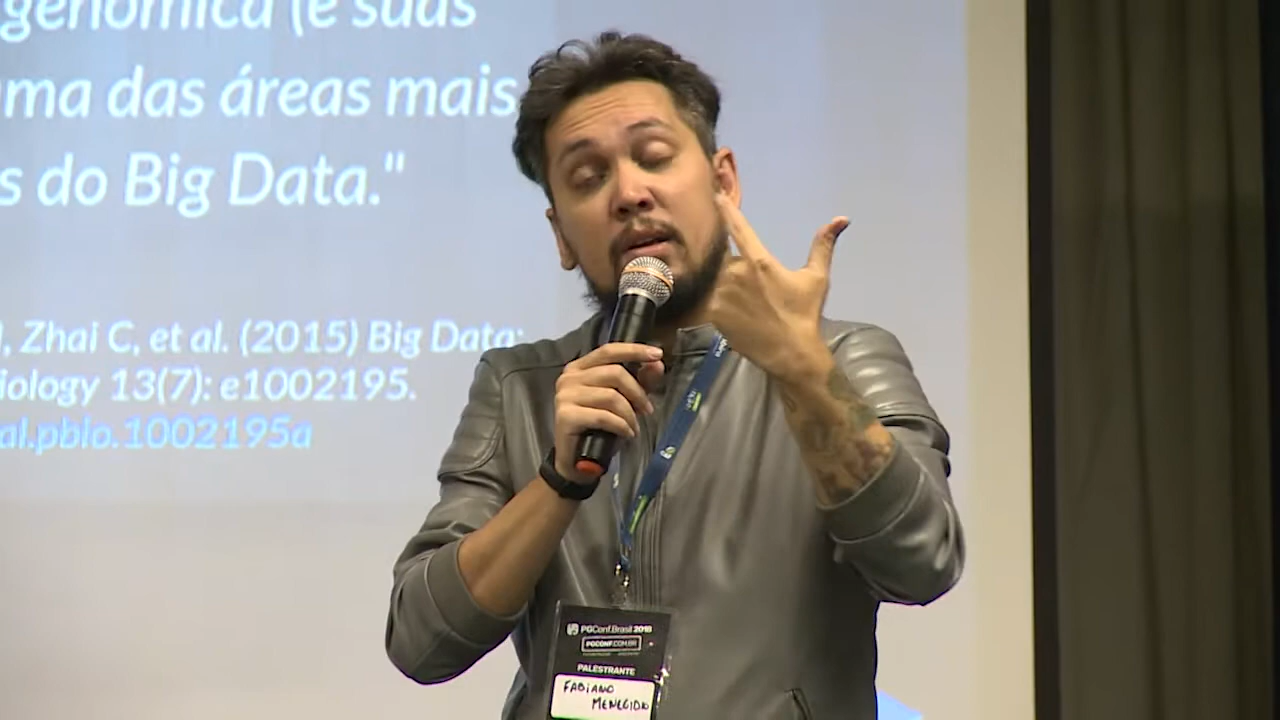 genômica (e suas
uma das áreas mais
s do Big Data."
, Zhai C, et al. (2015) Big Data:
iology 13(7): e1002195.
al.pbio.1002195a
PGConf.Brasil 2018
PGCONF.COM.BR
PALESTRANTE
FABIANO
MENEGIDIO